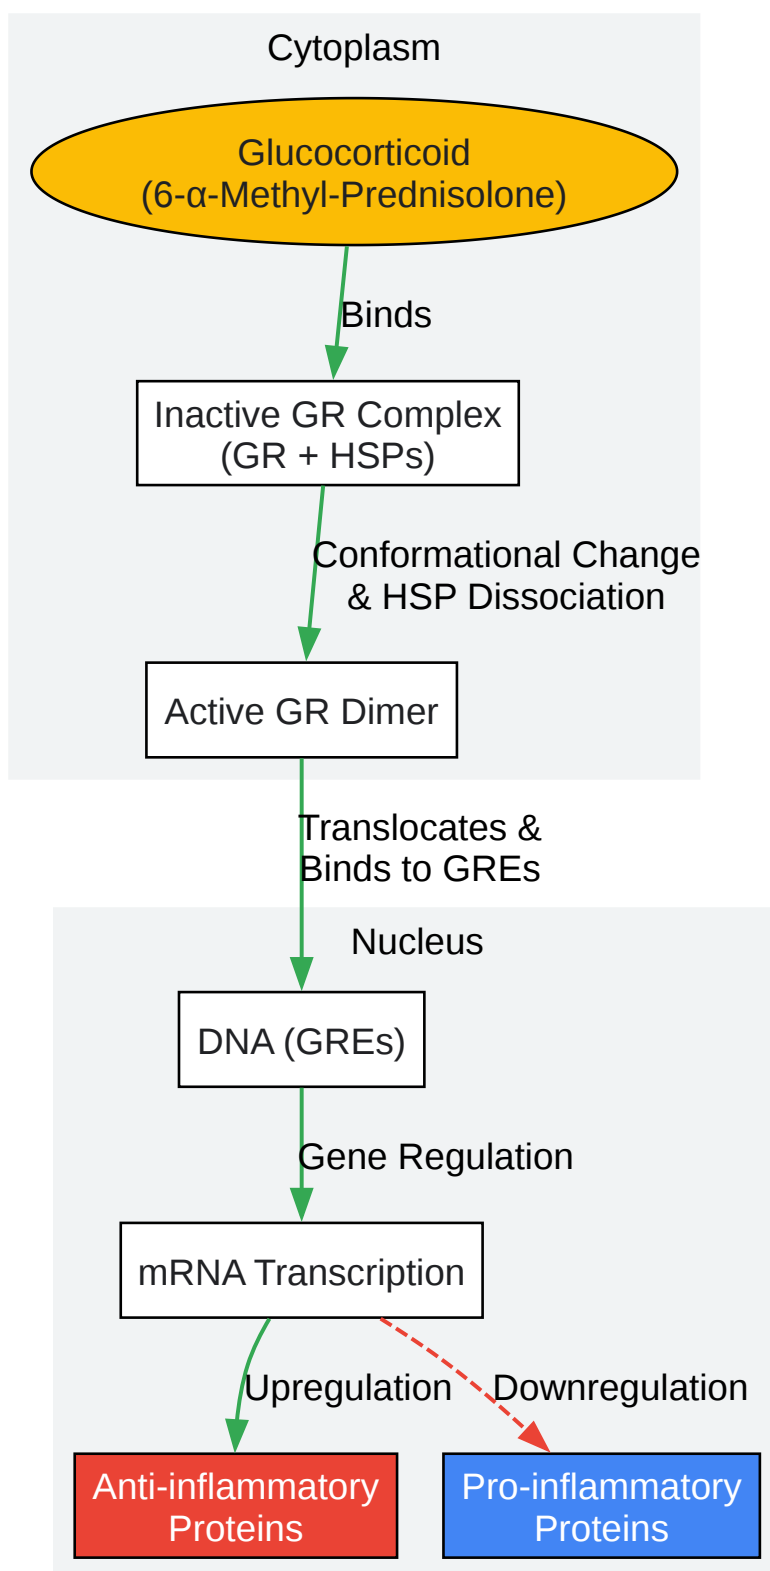 Cytoplasm
Glucocorticoid
(6-α-Methyl-Prednisolone)
Binds
Inactive GR Complex
(GR + HSPs)
Conformational Change
& HSP Dissociation
Active GR Dimer
Translocates &
Binds to GREs
Nucleus
DNA (GREs)
Gene Regulation
mRNA Transcription
Upregulation
Downregulation
Anti-inflammatory
Proteins
Pro-inflammatory
Proteins